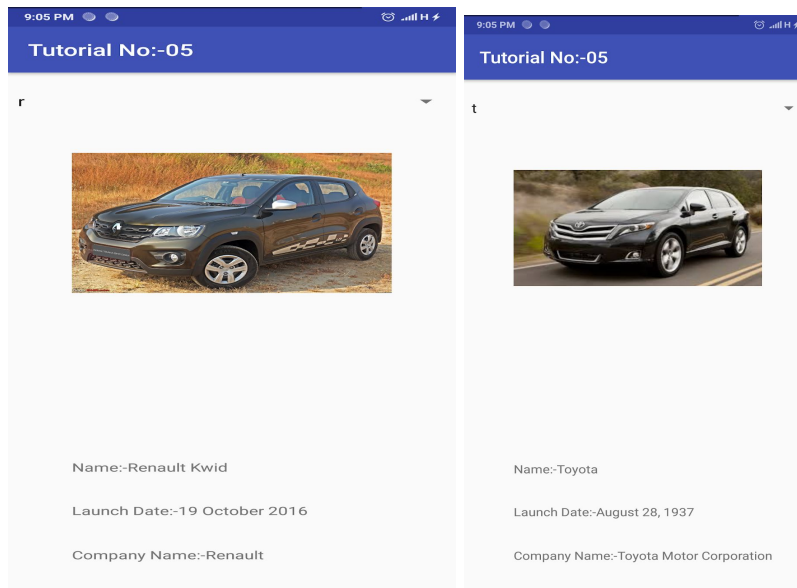 9:05 PM H
Tutorial No:-05
r
Name:-Renault Kwid
Launch Date:-19 October 2016
Company Name:-Renault
9:05 PM H
Tutorial No:-05
t
Name:-Toyota
Launch Date:-August 28, 1937
Company Name:-Toyota Motor Corporation